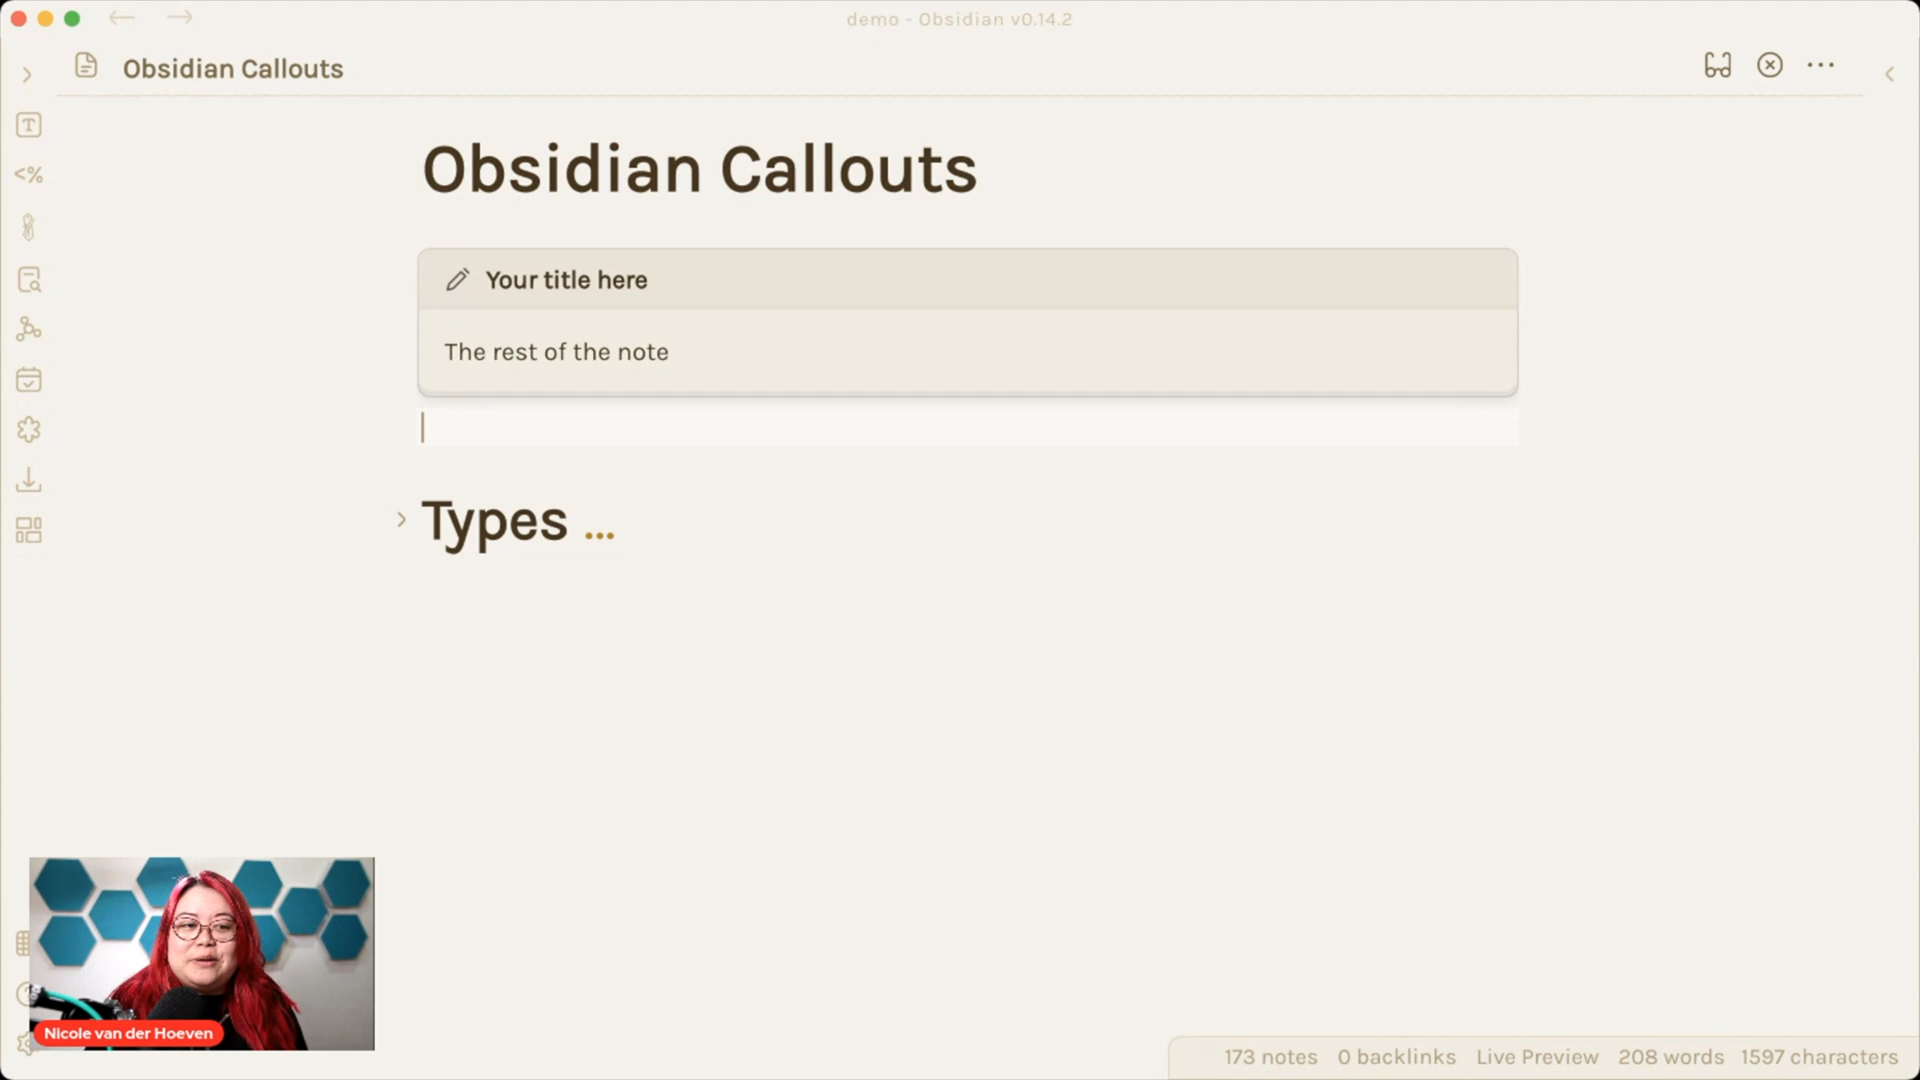 demo - Obsidian v0.14.2
Obsidian Callouts
<%
Obsidian Callouts
Your title here
The rest of the note
Types ...
Nicole van der Hoeven
173 notes 0 backlinks Live Preview 208 words 1597 characters